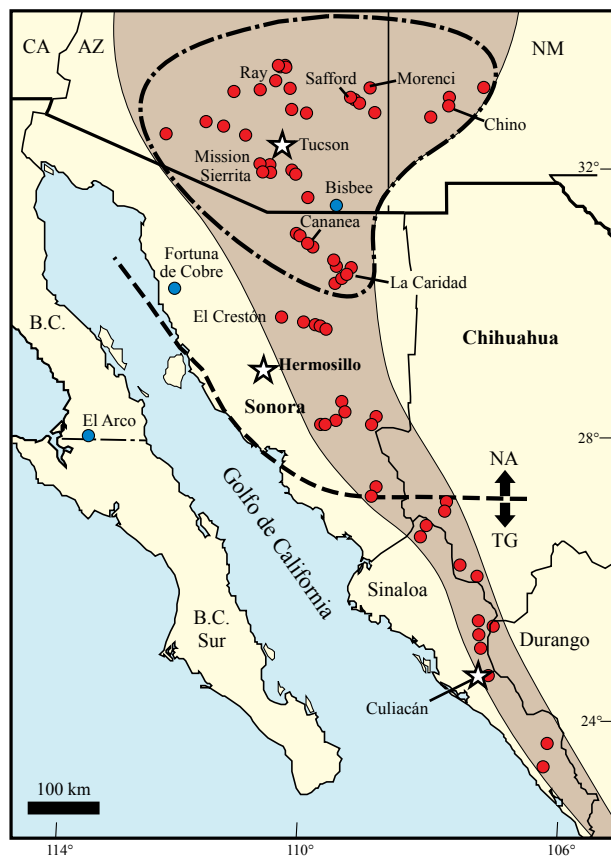 CA
AZ
NM
Ray
Safford
Morenci
Chino
Tucson
Mission
Sierrita
32°
Bisbee
Cananea
Fortuna
de Cobre
La Caridad
B.C.
El Crestón
Chihuahua
Hermosillo
Sonora
El Arco
28°
NA
TG
Golfo de California
Sinaloa
B.C.
Sur
Durango
Culiacán
24°
100 km
114°
110°
106°